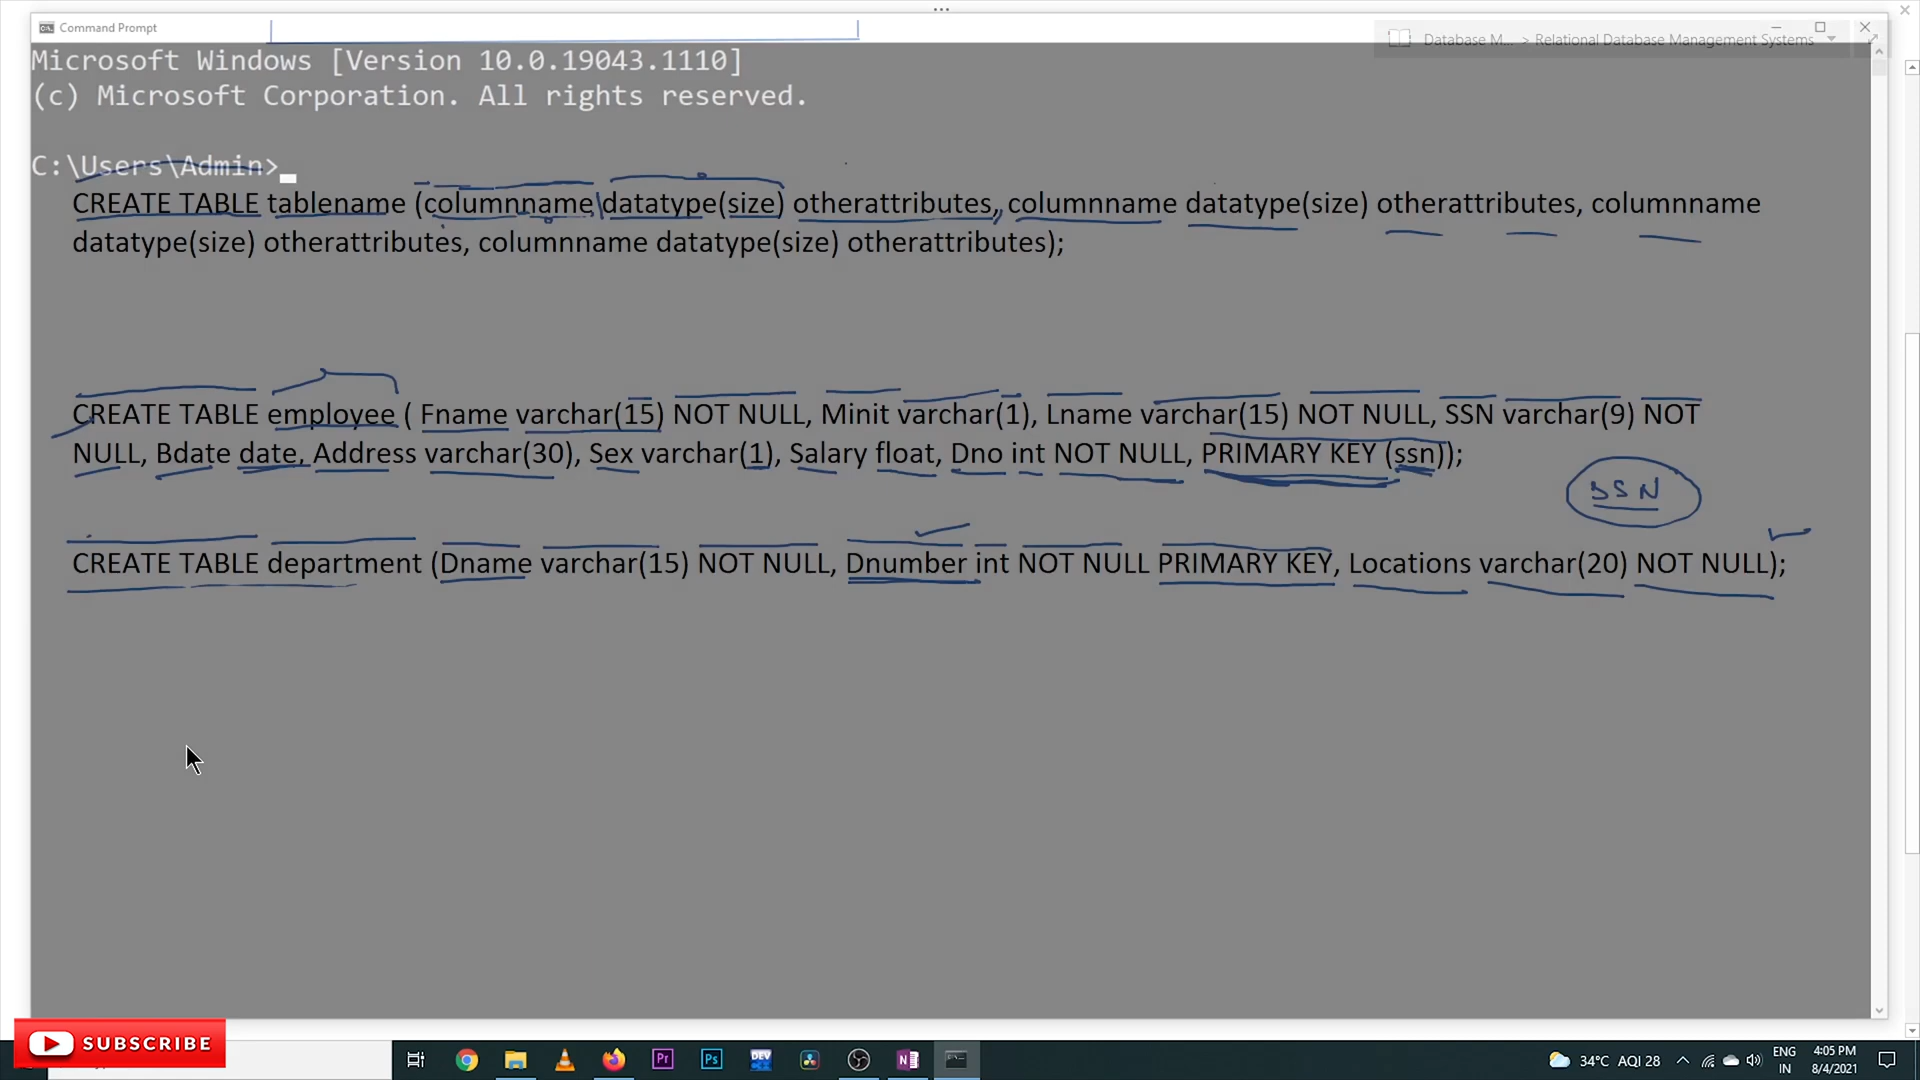 Command Prompt
Database M... > Relational Database Management Systems
Microsoft Windows [Version 10.0.19043.1110]
(c) Microsoft Corporation. All rights reserved.
C:\Users\Admin>
CREATE TABLE tablename (columnname datatype(size) otherattributes, columnname datatype(size) otherattributes, columnname
datatype(size) otherattributes, columnname datatype(size) otherattributes);
CREATE TABLE employee ( Fname varchar(15) NOT NULL, Minit varchar(1), Lname varchar(15) NOT NULL, SSN varchar(9) NOT
NULL, Bdate date, Address varchar(30), Sex varchar(1), Salary float, Dno int NOT NULL, PRIMARY KEY (ssn));
SSN
CREATE TABLE department (Dname varchar(15) NOT NULL, Dnumber int NOT NULL PRIMARY KEY, Locations varchar(20) NOT NULL);
SUBSCRIBE
Pr
Ps
DEV
N
34°C AQI 28
ENG
IN
4:05 PM
8/4/2021